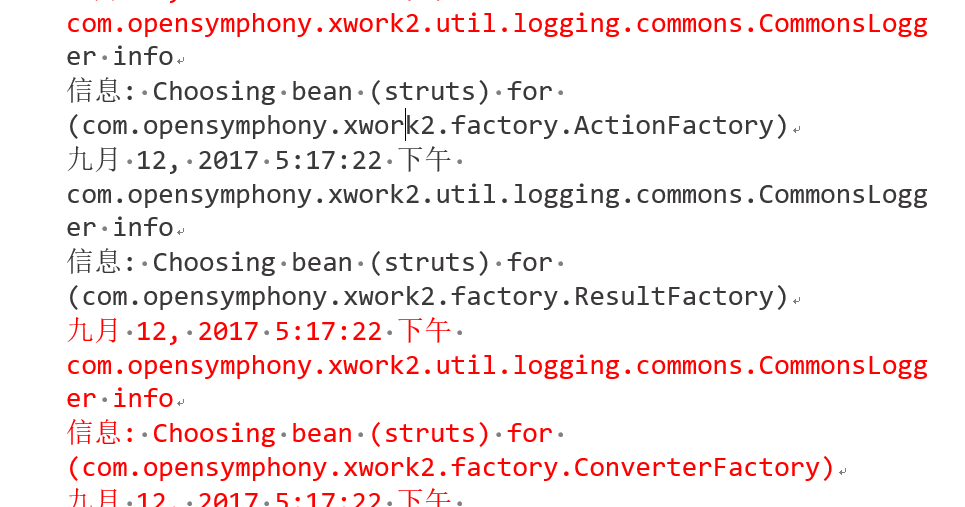 com.opensymphony.xwork2.util.logging.commons.CommonsLogg
er info
信息: Choosing bean (struts) for
(com.opensymphony.xwork2.factory.ActionFactory)
九月 12, 2017 5:17:22 下午
com.opensymphony.xwork2.util.logging.commons.CommonsLogg
er info
信息: Choosing bean (struts) for
(com.opensymphony.xwork2.factory.ResultFactory)
九月 12, 2017 5:17:22 下午
com.opensymphony.xwork2.util.logging.commons.CommonsLogg
er info
信息: Choosing bean (struts) for
(com.opensymphony.xwork2.factory.ConverterFactory)
九月 12, 2017 5:17:22 下午